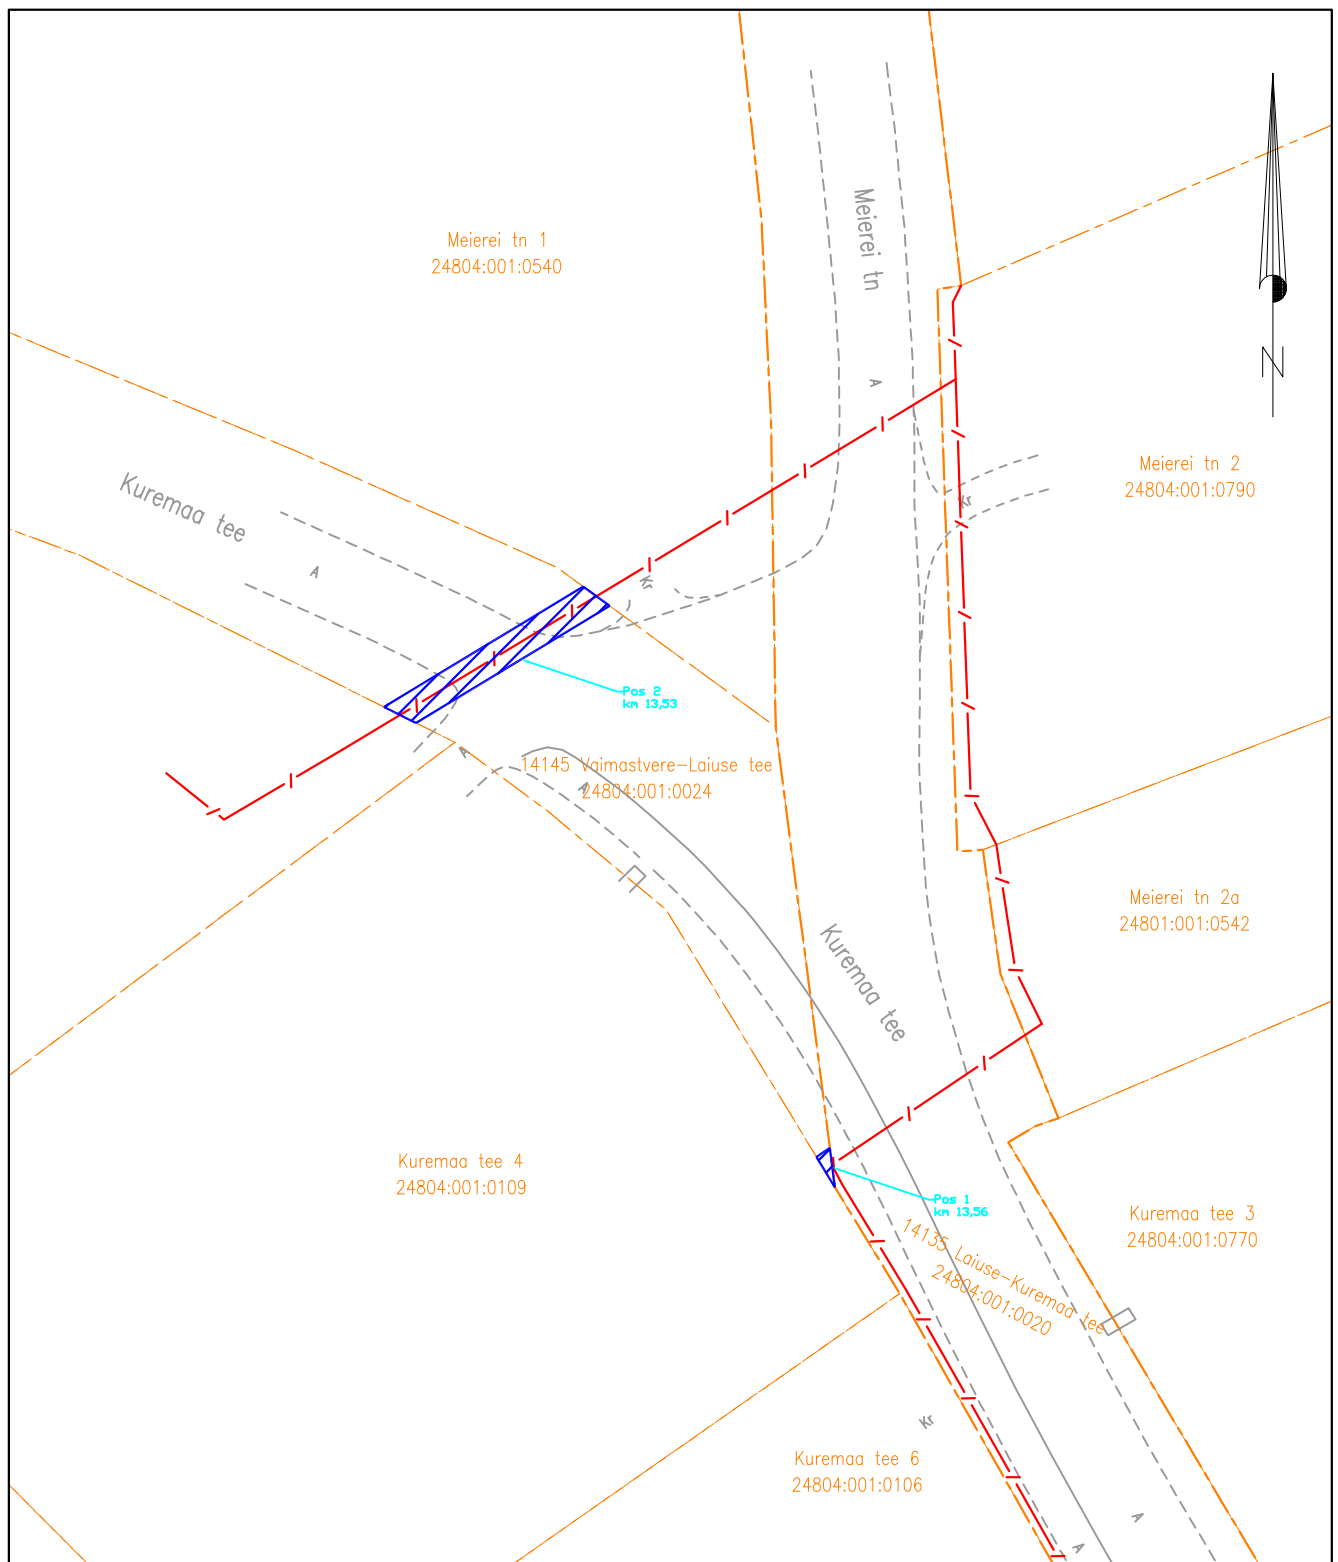 Meierei tn 1
24804:001:0540
Meierei tn
A
N
Meierei tn 2
24804:001:0790
Kr
Kuremaa tee
A
Kr
Pos 2
km 13,53
A
14145 Vaimastvere-Laiuse tee
24804:001:0024
A
Meierei tn 2a
24801:001:0542
Kuremaa tee
Kuremaa tee 4
24804:001:0109
Pos 1
km 13,56
Kuremaa tee 3
24804:001:0770
14135 Laiuse-Kuremaa tee
24804:001:0020
Kr
Kuremaa tee 6
24804:001:0106
A
A